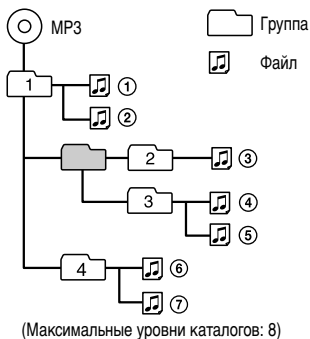 MP3
Группа
Файл
1
①
②
2
③
3
④
⑤
4
⑥
⑦
(Максимальные уровни каталогов: 8)